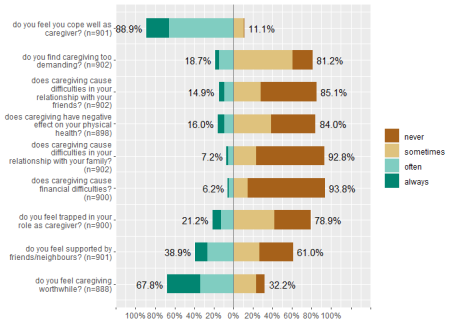 do you feel you cope well as
caregiver? (n=901)
88.9% 11.1%
do you find caregiving too
demanding? (n=902)
18.7% 81.2%
does caregiving cause
difficulties in your
relationship with your
friends? (n=902)
14.9% 85.1%
does caregiving have negative
effect on your physical
health? (n=898)
16.0% 84.0%
does caregiving cause
difficulties in your
relationship with your family?
(n=902)
7.2% 92.8%
does caregiving cause
financial difficulties?
(n=900)
6.2% 93.8%
do you feel trapped in your
role as caregiver? (n=900)
21.2% 78.9%
do you feel supported by
friends/neighbours? (n=901)
38.9% 61.0%
do you feel caregiving
worthwhile? (n=888)
67.8% 32.2%
100% 80% 60% 40% 20% 0% 20% 40% 60% 80% 100%
never
sometimes
often
always